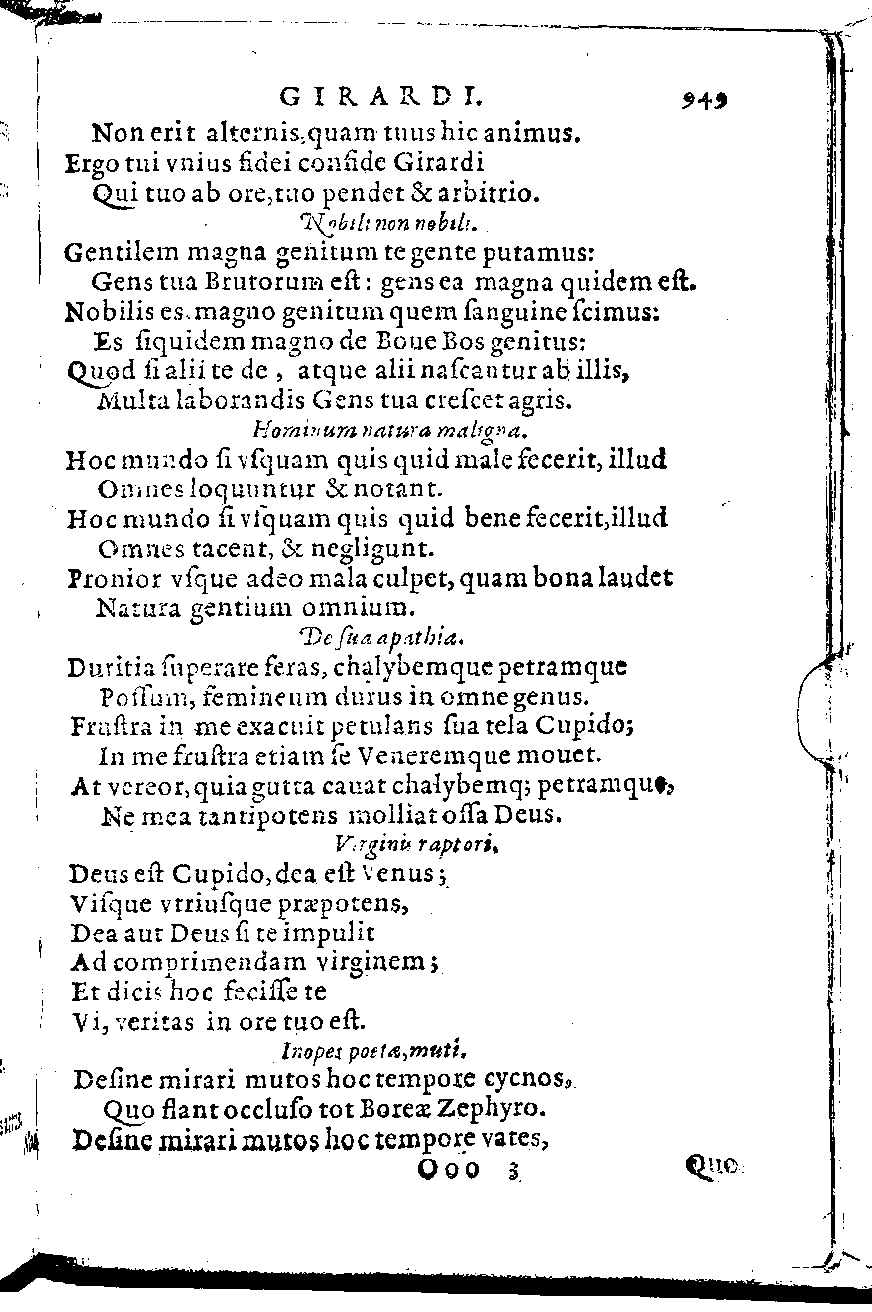 GIRARDI. 949
Non erit alternis, quam tuus hic animus.
Ergo tui vnius fidei confide Girardi
Qui tuo ab ore, tuo pendet & arbitrio.
Nobili non nobili.
Gentilem magna genitum te gente putamus:
Gens tua Brutorum eſt: gens ea magna quidem eſt.
Nobilis es. magno genitum quem ſanguine ſcimus:
Es ſiquidem magno de Boue Bos genitus:
Quod ſi alii te de, atque alii naſcantur ab illis,
Multa laborandis Gens tua creſcet agris.
Hominum natura maligna.
Hoc mundo ſi vſquam quis quid male fecerit, illud
Omnes loquuntur & notant.
Hoc mundo ſi vſquam quis quid bene fecerit, illud
Omnes tacent, & negligunt.
Pronior vſque adeo mala culpet, quam bona laudet
Natura gentium omnium.
De ſua apathia.
Duritia ſuperare feras, chalybemque petramque
Poſſum, femineum durus in omne genus.
Fruſtra in me exacuit petulans ſua tela Cupido;
In me fruſtra etiam ſe Veneremque mouet.
At vereor, quia gutta cauat chalybemq; petramque,
Ne mea tantipotens molliat oſſa Deus.
Virginis raptori.
Deus eſt Cupido, dea eſt Venus;
Viſque vtriuſque præpotens,
Dea aut Deus ſi te impulit
Ad comprimendam virginem;
Et dicis hoc feciſſe te
Vi, veritas in ore tuo eſt.
Inopes poetæ, muti.
Deſine mirari mutos hoc tempore cycnos,
Quo flant occluſo tot Boreæ Zephyro.
Deſine mirari mutos hoc tempore vates,
Ooo 3 Quo